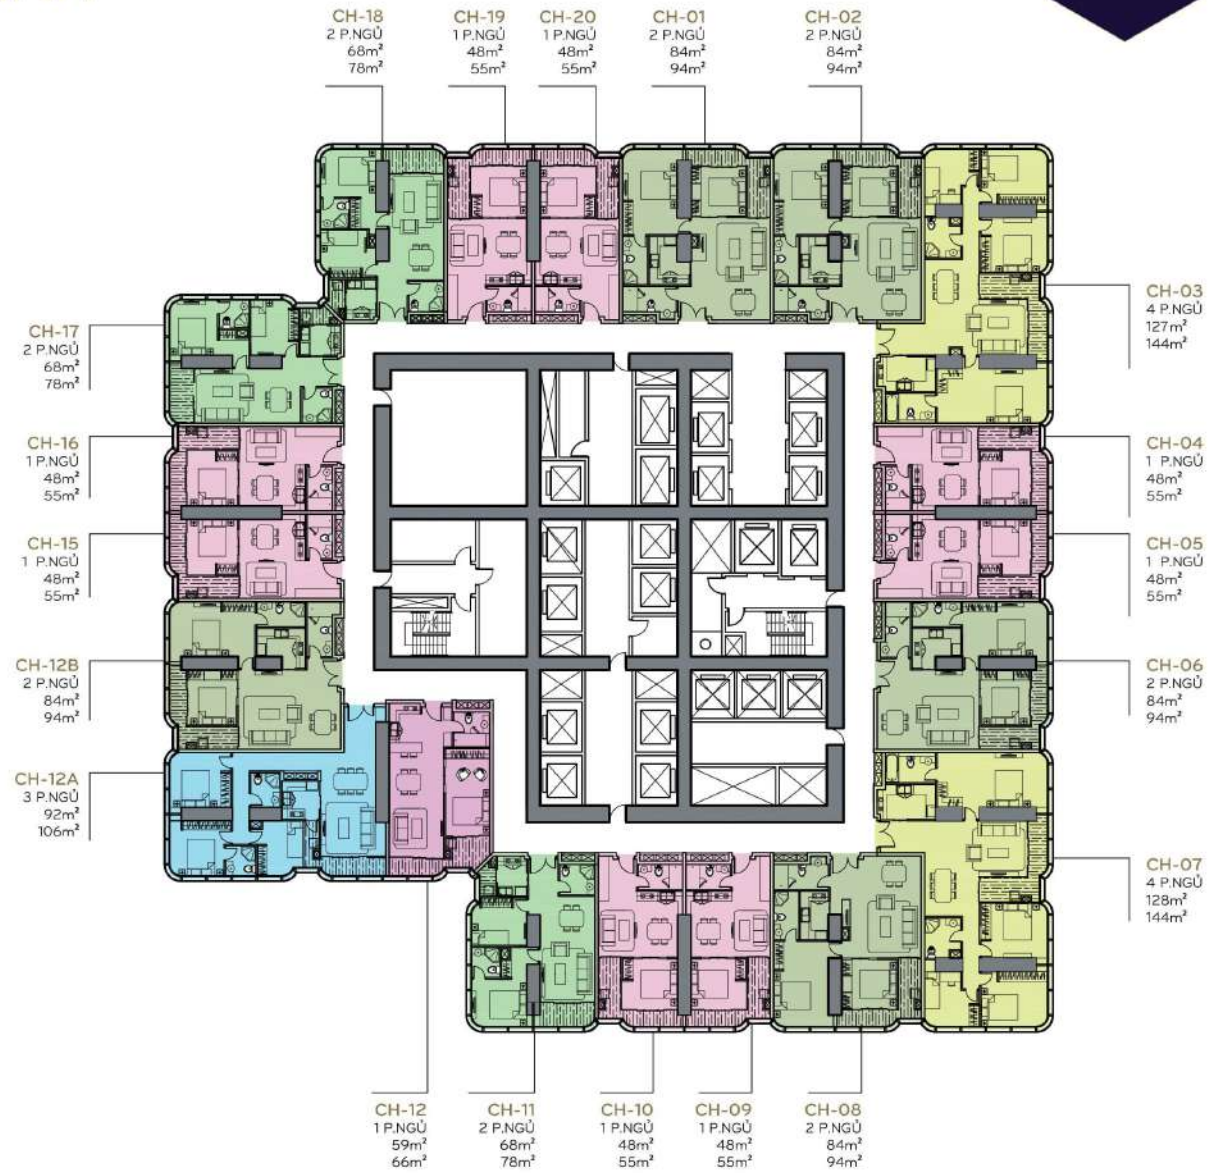 CH-18
2 P.NGỦ
68m²
78m²
CH-19
1 P.NGỦ
48m²
55m²
CH-20
1 P.NGỦ
48m²
55m²
CH-01
2 P.NGỦ
84m²
94m²
CH-02
2 P.NGỦ
84m²
94m²
CH-03
4 P.NGỦ
127m²
144m²
CH-17
2 P.NGỦ
68m²
78m²
CH-16
1 P.NGỦ
48m²
55m²
CH-04
1 P.NGỦ
48m²
55m²
CH-15
1 P.NGỦ
48m²
55m²
CH-05
1 P.NGỦ
48m²
55m²
CH-12B
2 P.NGỦ
84m²
94m²
CH-06
2 P.NGỦ
84m²
94m²
CH-12A
3 P.NGỦ
92m²
106m²
CH-07
4 P.NGỦ
128m²
144m²
CH-12
1 P.NGỦ
59m²
66m²
CH-11
2 P.NGỦ
68m²
78m²
CH-10
1 P.NGỦ
48m²
55m²
CH-09
1 P.NGỦ
48m²
55m²
CH-08
2 P.NGỦ
84m²
94m²